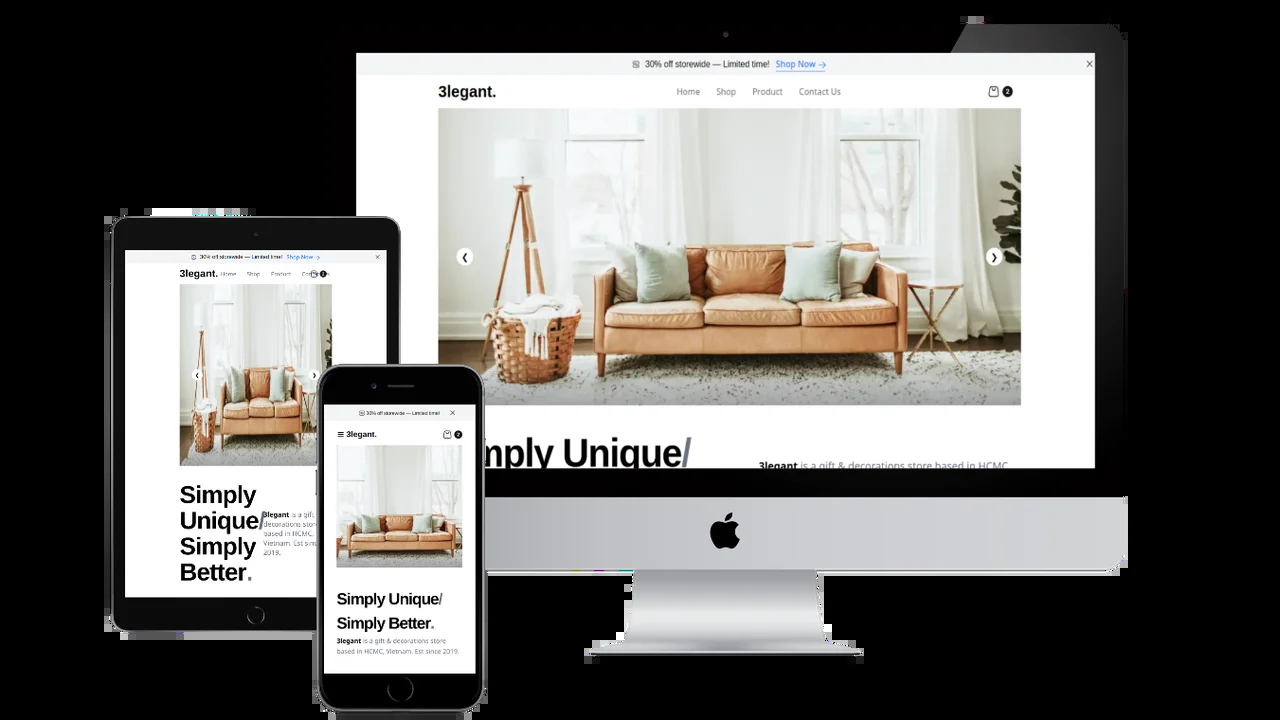 30% off storewide — Limited time! Shop Now →
3legant.
Home Shop Product Contact Us
2
mply Unique/
3legant is a gift & decorations store based in HCMC,
30% off storewide — Limited time! Shop Now →
3legant. Home Shop Product
2
Simply
Unique/
Simply
Better.
3legant is a gift
decorations stor
based in HCMC,
Vietnam. Est sinc
2019.
30% off storewide — Limited time!
3legant.
2
Simply Unique/
Simply Better.
3legant is a gift & decorations store
based in HCMC, Vietnam. Est since 2019.